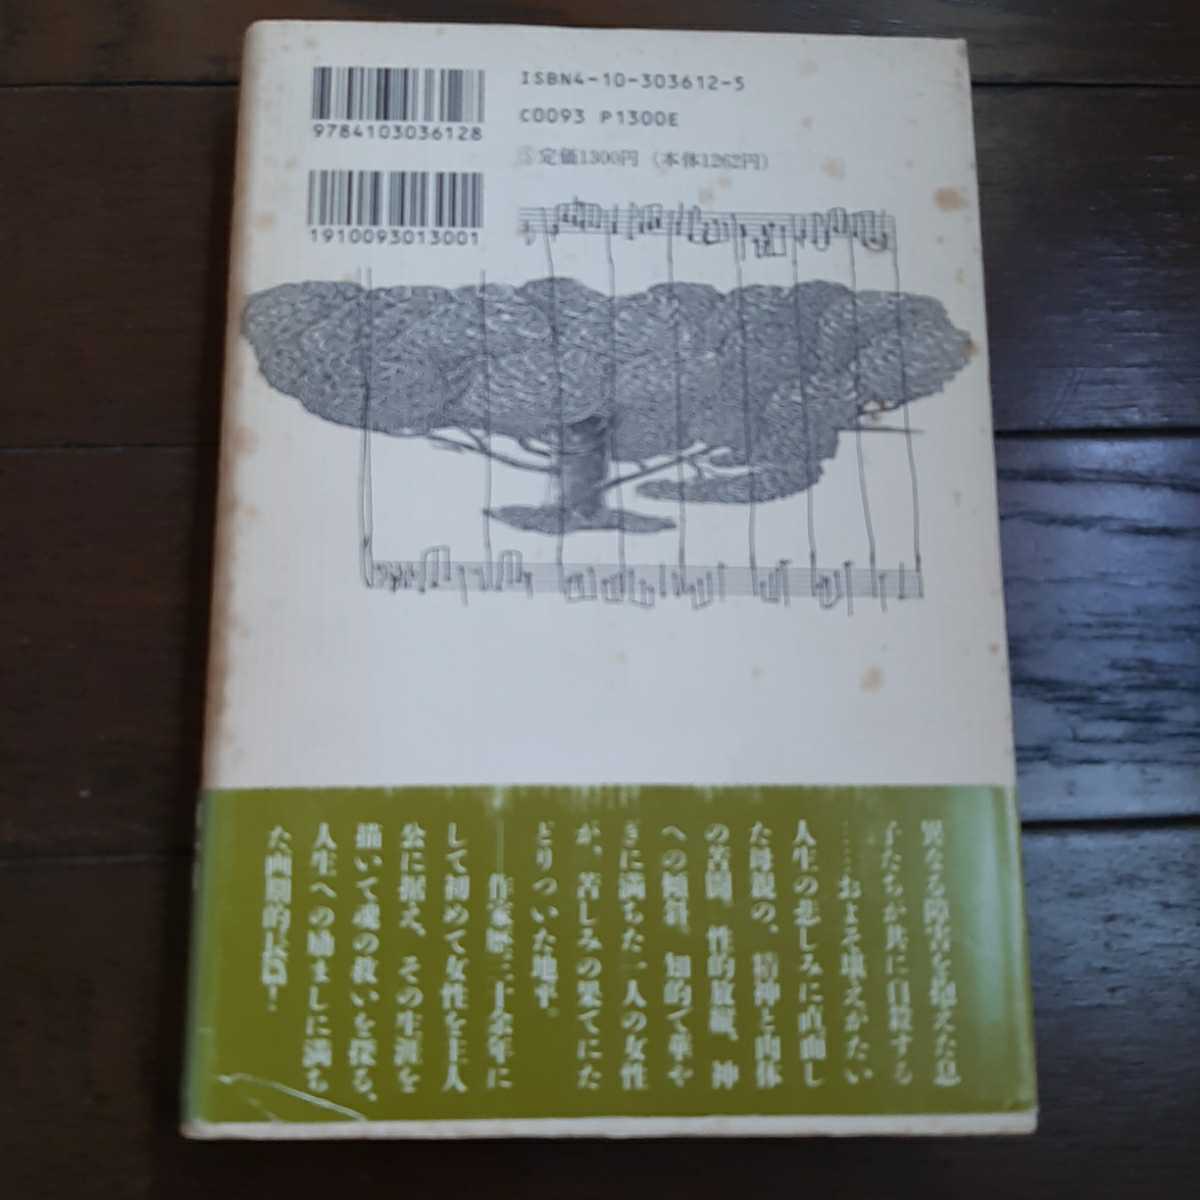 ISBN4-10-303612-5
C0093 P1300E
定価1300円（本体1262円）
9784103036128
1910093013001
異なる障害を抱えた息
子たちが共に自殺する
……およそ堪えがたい
人生の悲しみに直面し
た母親の、精神と肉体
の苦闘。性的放縦、神
への傾斜。知的で華や
ぎに満ちた一人の女性
が、苦しみの果てにた
どりついた地平。
作家歴三十余年に
して初めて女性を主人
公に据え、その生涯を
描いて魂の救いを探る、
人生への励ましに満ち
た画期的長篇！